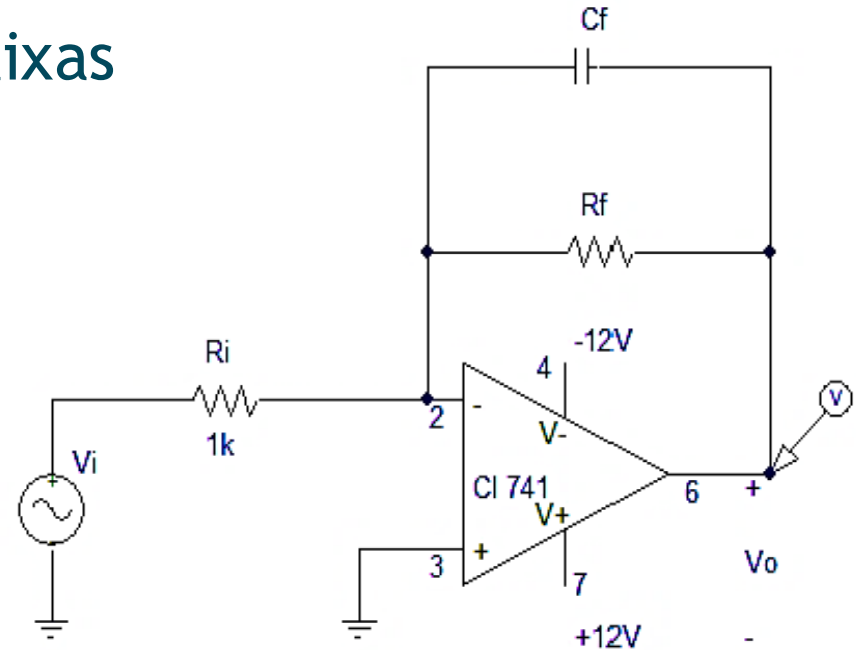 ixas
Cf
Rf
-12V
4
Ri
V
2
-
V-
1k
Vi
+
CI 741
6
+
V+
3
+
Vo
7
+12V
-